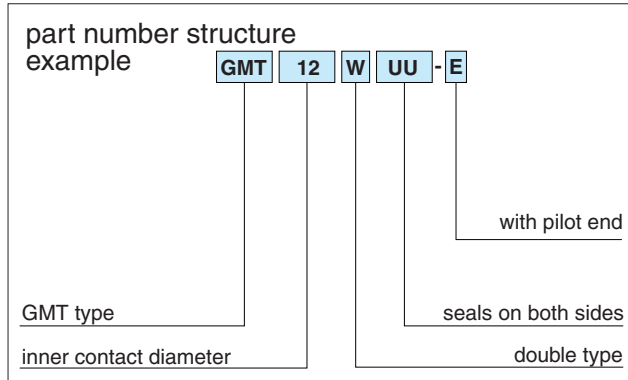 part number structure
example
GMT 12 W UU - E
with pilot end
GMT type
seals on both sides
inner contact diameter
double type